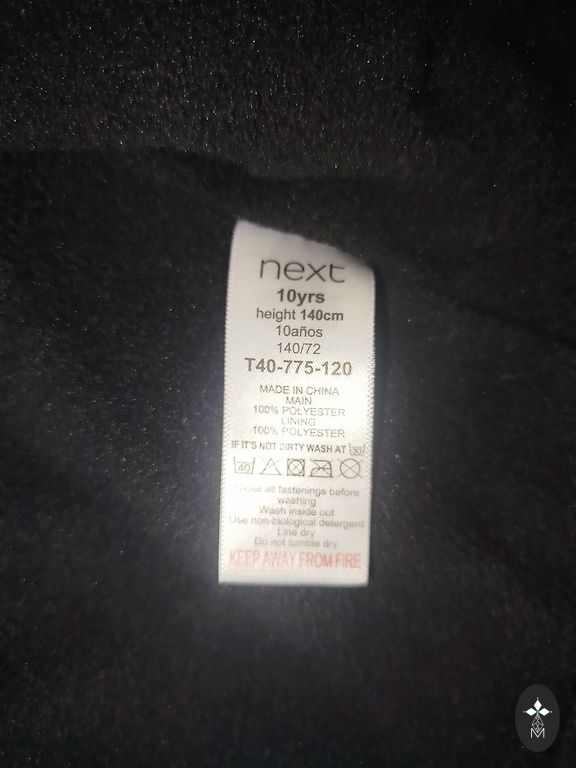 next
10yrs
height 140cm
10años
140/72
T40-775-120
MADE IN CHINA
MAIN
100% POLYESTER
LINING
100% POLYESTER
IF IT'S NOT DIRTY WASH AT 30
40
Close all fastenings before
washing
Wash inside out
Use non-biological detergent
Line dry
Do not tumble dry
KEEP AWAY FROM FIRE
M